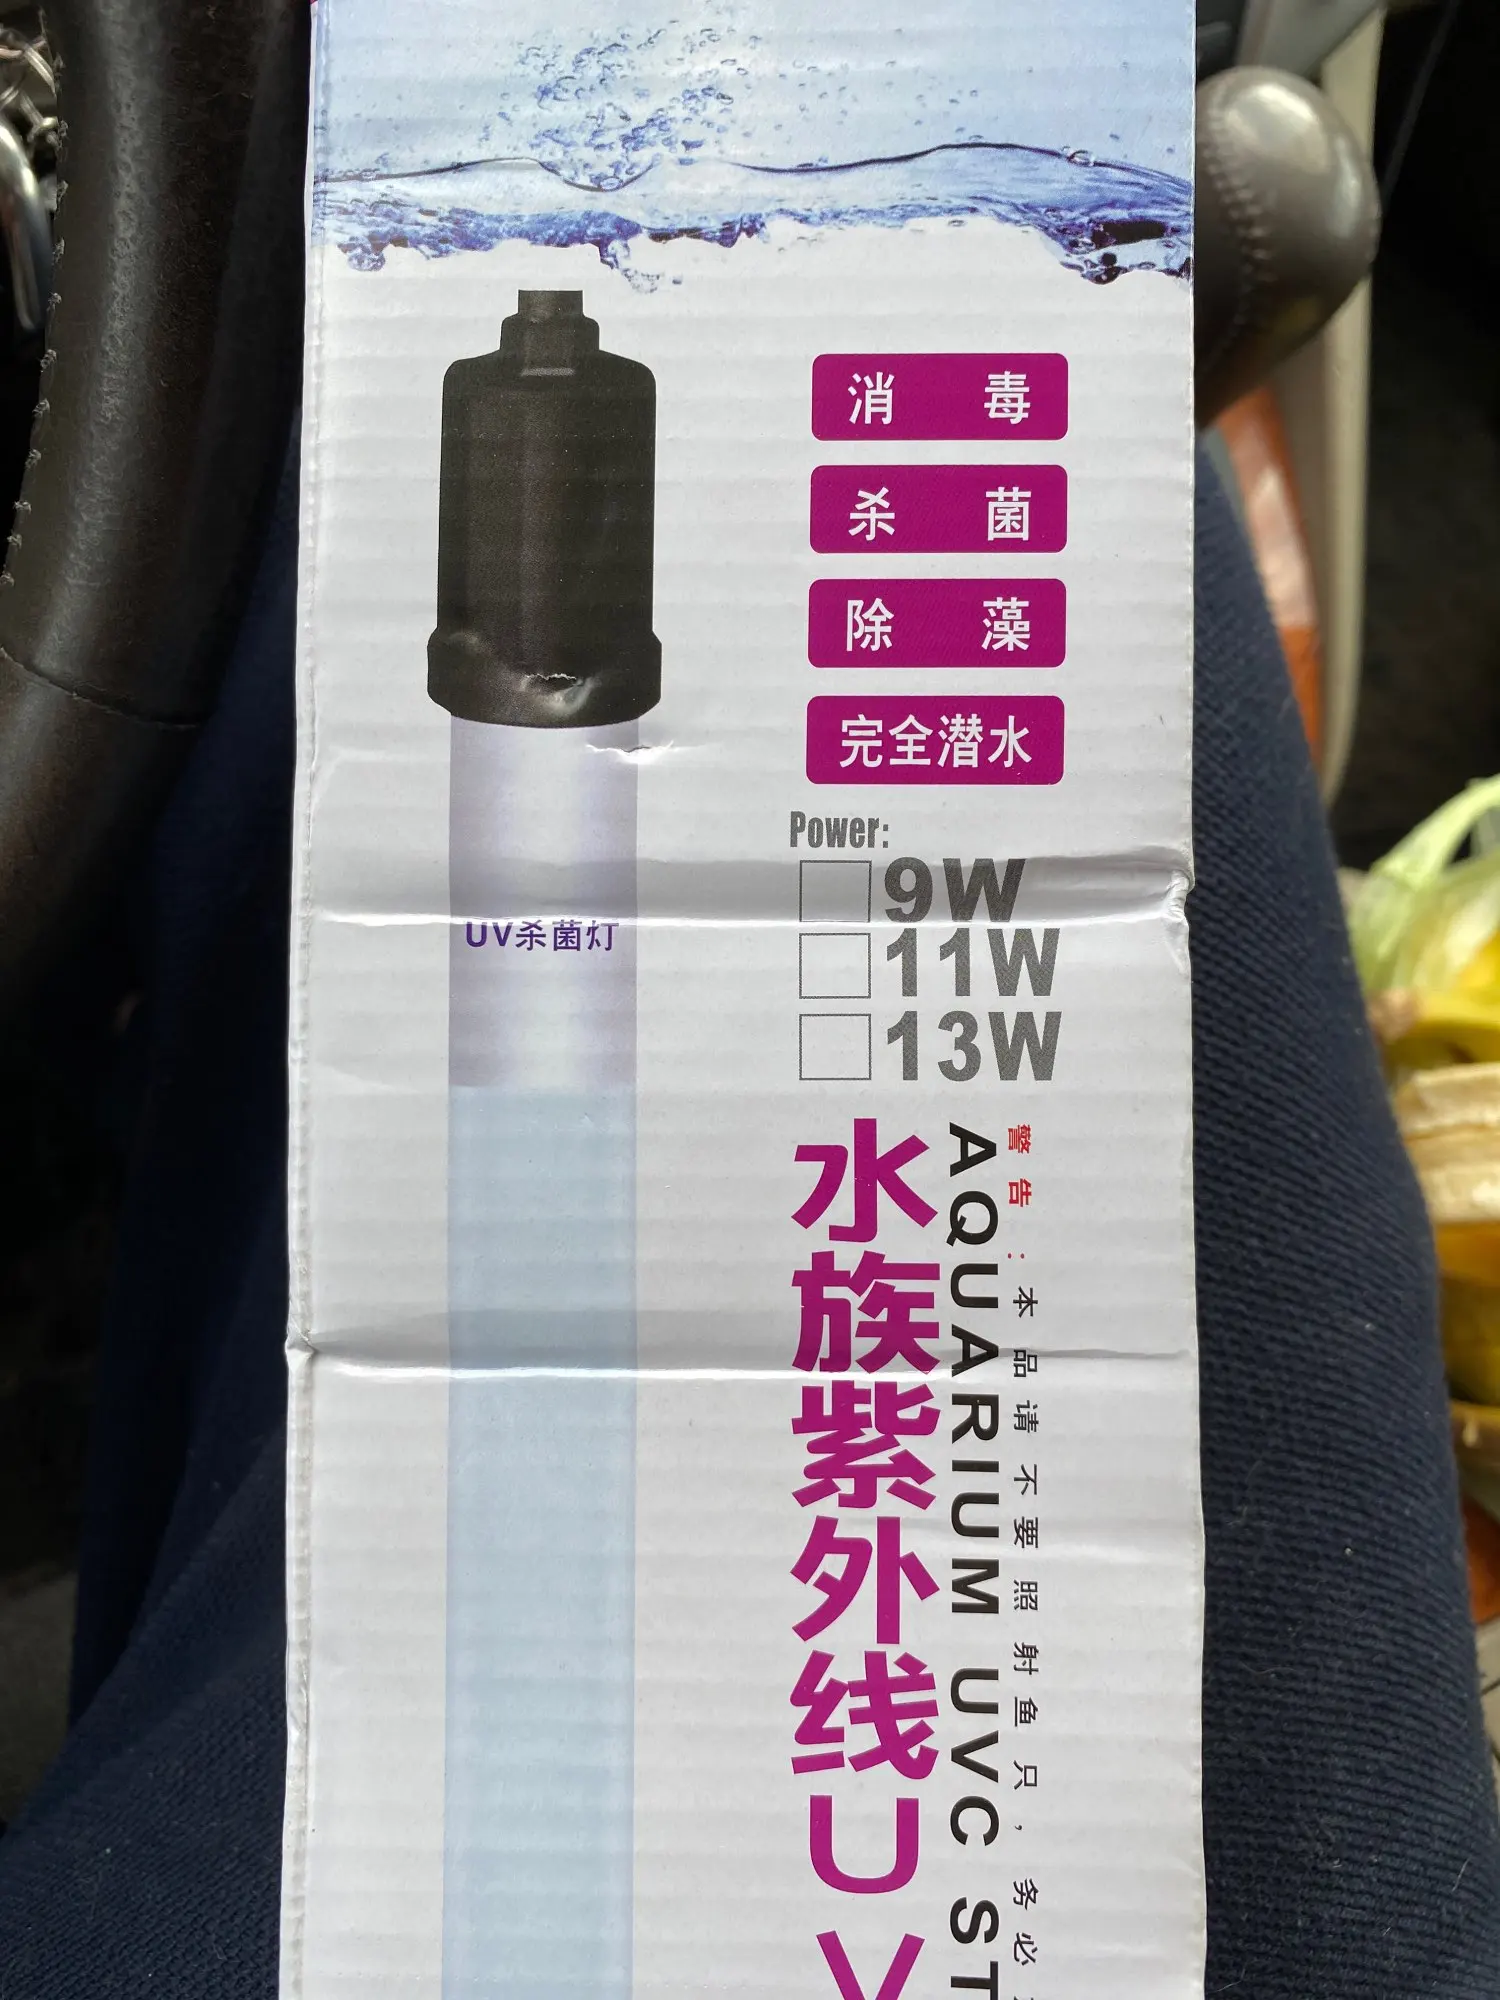 消毒
杀菌
除藻
完全潜水
Power:
9W
11W
13W
UV杀菌灯
水族紫外线UV
AQUARIUM UVC ST
警告:本品请不要照射鱼只,务必